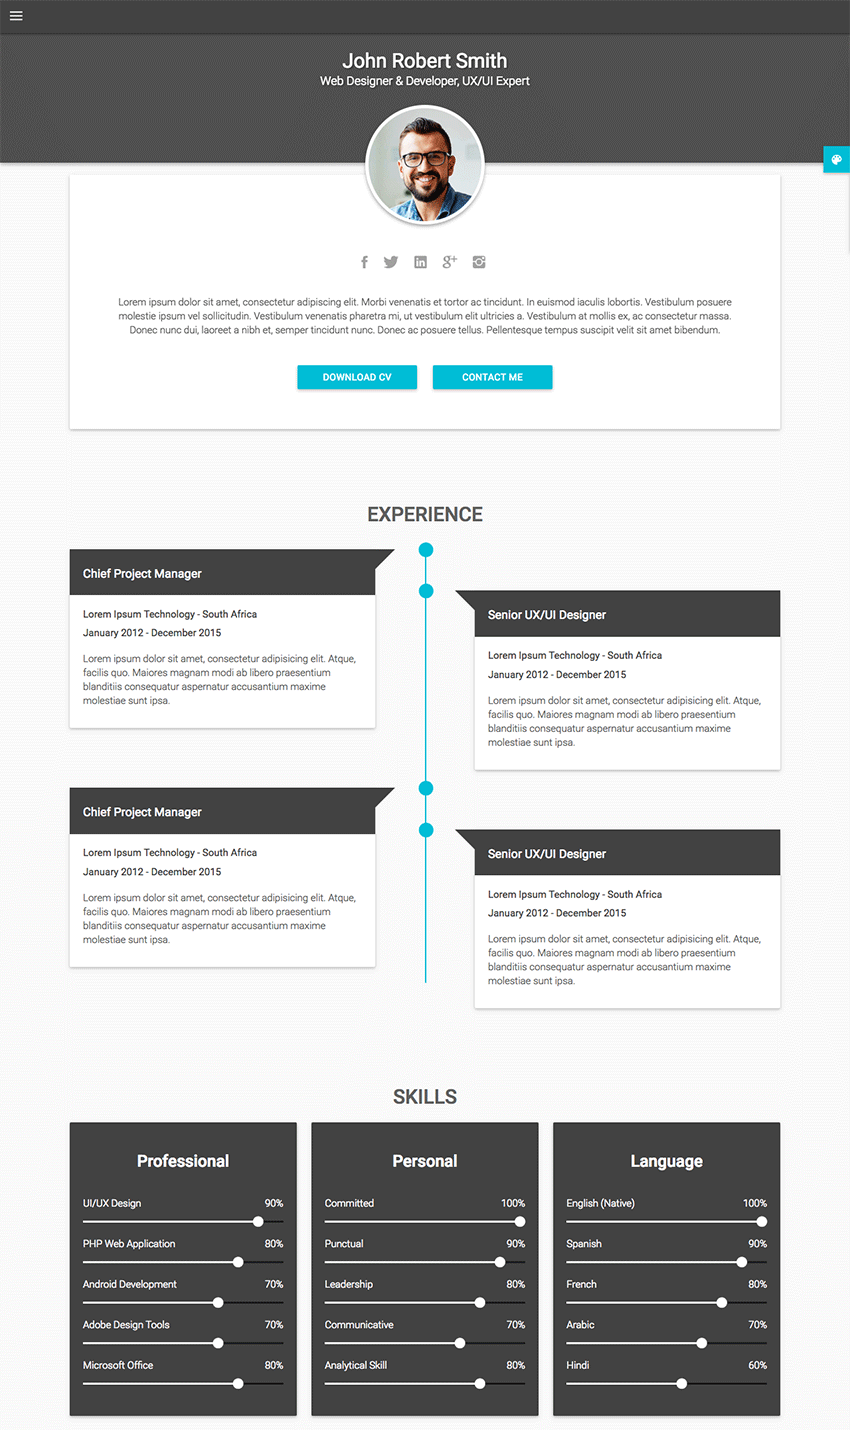 John Robert Smith
Web Designer & Developer, UX/UI Expert
Lorem ipsum dolor sit amet, consectetur adipiscing elit. Morbi venenatis et tortor ac tincidunt. In euismod iaculis lobortis. Vestibulum posuere
molestie ipsum vel sollicitudin. Vestibulum venenatis pharetra mi, ut vestibulum elit ultricies a. Vestibulum at mollis ex, ac consectetur massa.
Donec nunc dui, laoreet a nibh et, semper tincidunt nunc. Donec ac posuere tellus. Pellentesque tempus suscipit velit sit amet bibendum.
DOWNLOAD CV
CONTACT ME
EXPERIENCE
Chief Project Manager
Lorem Ipsum Technology - South Africa
January 2012 - December 2015
Lorem ipsum dolor sit amet, consectetur adipisicing elit. Atque,
facilis quo. Maiores magnam modi ab libero praesentium
blanditiis consequatur aspernatur accusantium maxime
molestiae sunt ipsa.
Senior UX/UI Designer
Lorem Ipsum Technology - South Africa
January 2012 - December 2015
Lorem ipsum dolor sit amet, consectetur adipisicing elit. Atque,
facilis quo. Maiores magnam modi ab libero praesentium
blanditiis consequatur aspernatur accusantium maxime
molestiae sunt ipsa.
Chief Project Manager
Lorem Ipsum Technology - South Africa
January 2012 - December 2015
Lorem ipsum dolor sit amet, consectetur adipisicing elit. Atque,
facilis quo. Maiores magnam modi ab libero praesentium
blanditiis consequatur aspernatur accusantium maxime
molestiae sunt ipsa.
Senior UX/UI Designer
Lorem Ipsum Technology - South Africa
January 2012 - December 2015
Lorem ipsum dolor sit amet, consectetur adipisicing elit. Atque,
facilis quo. Maiores magnam modi ab libero praesentium
blanditiis consequatur aspernatur accusantium maxime
molestiae sunt ipsa.
SKILLS
Professional
UI/UX Design 90%
PHP Web Application 80%
Android Development 70%
Adobe Design Tools 70%
Microsoft Office 80%
Personal
Committed 100%
Punctual 90%
Leadership 80%
Communicative 70%
Analytical Skill 80%
Language
English (Native) 100%
Spanish 90%
French 80%
Arabic 70%
Hindi 60%